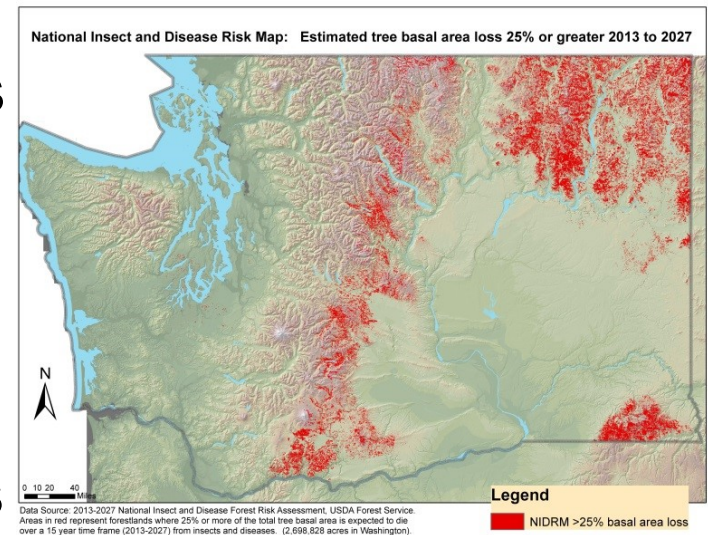 s
National Insect and Disease Risk Map: Estimated tree basal area loss 25% or greater 2013 to 2027
N
0 10 20 40
Miles
s
Legend
NIDRM >25% basal area loss
Data Source: 2013-2027 National Insect and Disease Forest Risk Assessment, USDA Forest Service.
Areas in red represent forestlands where 25% or more of the total tree basal area is expected to die
over a 15 year time frame (2013-2027) from insects and diseases. (2,698,828 acres in Washington).